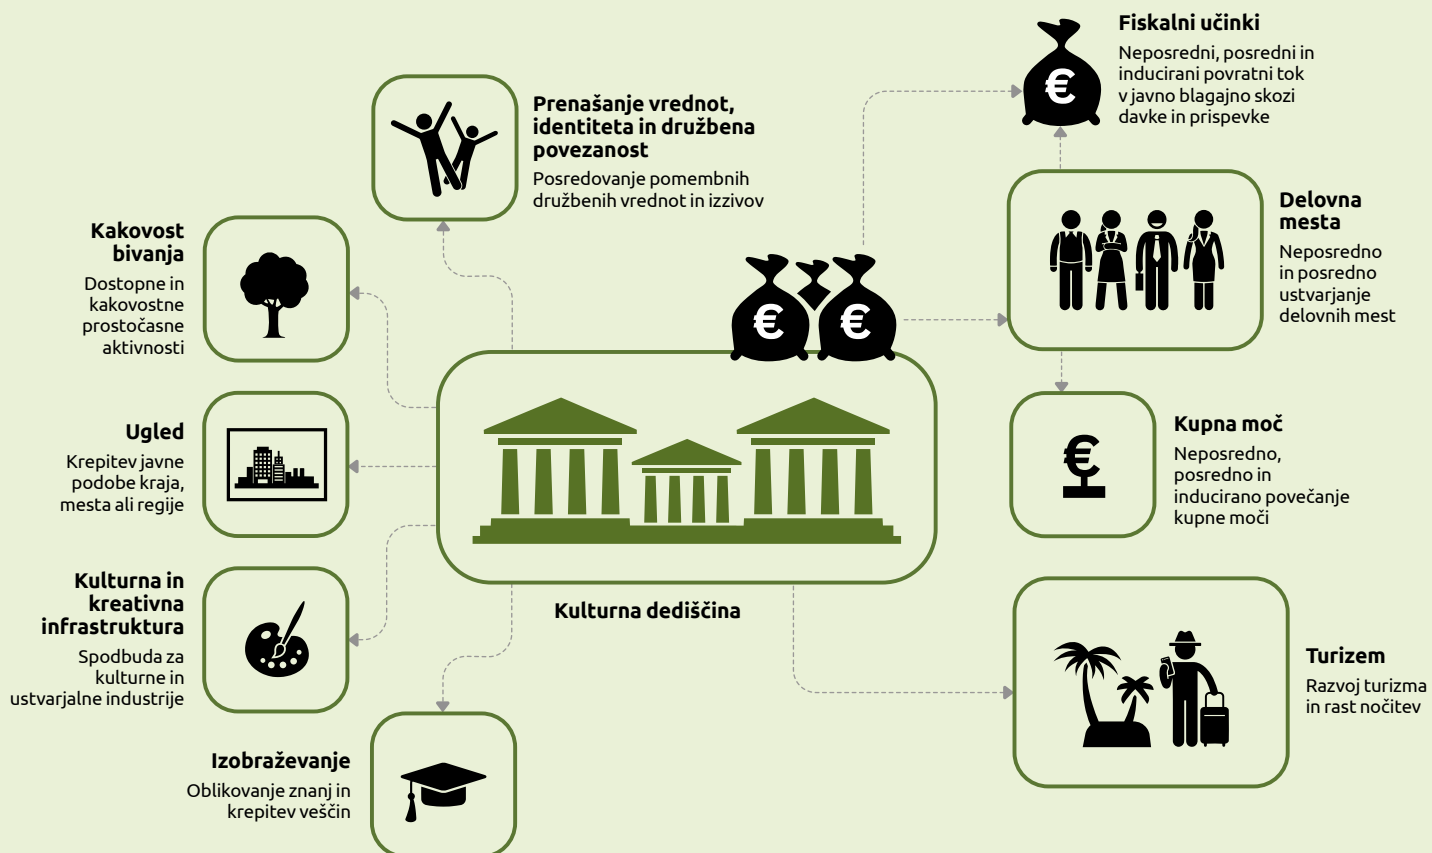 Fiskalni učinki
Neposredni, posredni in
inducirani povratni tok
v javno blagajno skozi
davke in prispevke
€
Prenašanje vrednot,
identiteta in družbena
povezanost
Posredovanje pomembnih
družbenih vrednot in izzivov
Delovna
mesta
Neposredno
in posredno
ustvarjanje
delovnih mest
Kakovost
bivanja
Dostopne in
kakovostne
prostočasne
aktivnosti
€ €
Ugled
Krepitev javne
podobe kraja,
mesta ali regije
Kupna moč
Neposredno,
posredno in
inducirano povečanje
kupne moči
€
Kulturna in
kreativna
infrastruktura
Spodbuda za
kulturne in
ustvarjalne industrije
Kulturna dediščina
Turizem
Razvoj turizma
in rast nočitev
Izobraževanje
Oblikovanje znanj in
krepitev veščin